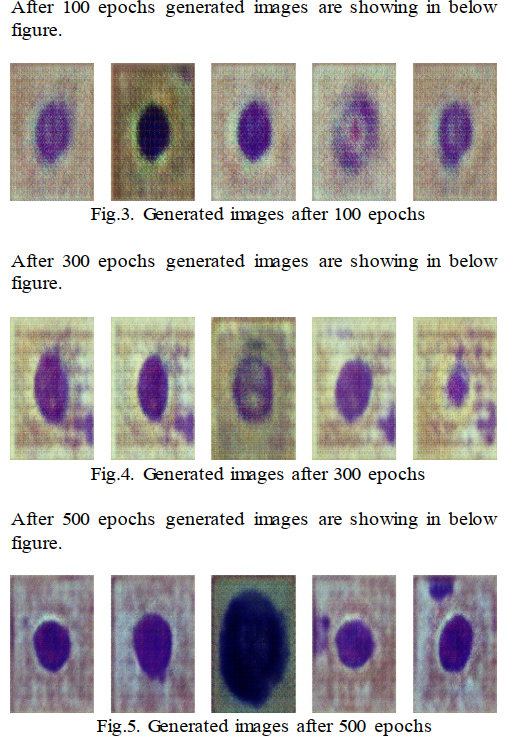 After 100 epochs generated images are showing in below
figure.
Fig.3. Generated images after 100 epochs
After 300 epochs generated images are showing in below
figure.
Fig.4. Generated images after 300 epochs
After 500 epochs generated images are showing in below
figure.
Fig.5. Generated images after 500 epochs